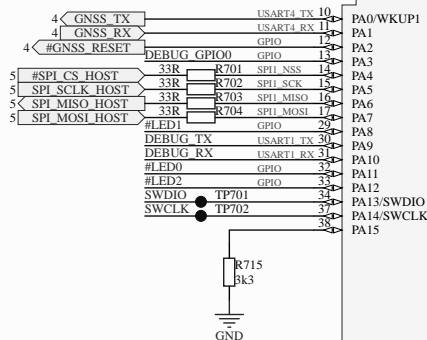 4 GNSS_TX USART4_TX 10 PA0/WKUP1
4 GNSS_RX USART4_RX 11 PA1
4 #GNSS_RESET GPIO 12 PA2
DEBUG_GPIO0 GPIO 13 PA3
5 #SPI_CS_HOST 33R R701 SPI1_NSS 14 PA4
5 SPI_SCLK_HOST 33R R702 SPI1_SCK 15 PA5
5 SPI_MISO_HOST 33R R703 SPI1_MISO 16 PA6
5 SPI_MOSI_HOST 33R R704 SPI1_MOSI 17 PA7
#LED1 GPIO 29 PA8
DEBUG_TX USART1_TX 30 PA9
DEBUG_RX USART1_RX 31 PA10
#LED0 GPIO 32 PA11
#LED2 GPIO 33 PA12
SWDIO TP701 34 PA13/SWDIO
SWCLK TP702 37 PA14/SWCLK
38 PA15
R715
3k3
GND